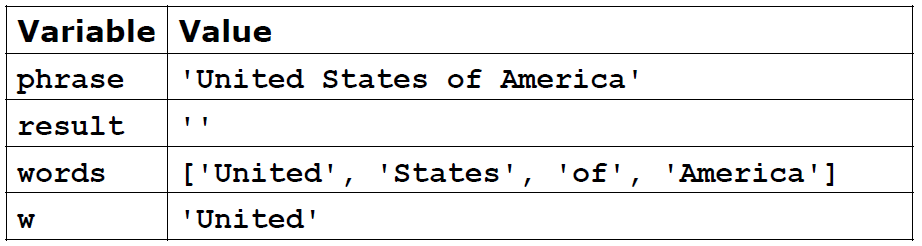 Variable Value
phrase 'United States of America'
result ''
words ['United', 'States', 'of', 'America']
w 'United'